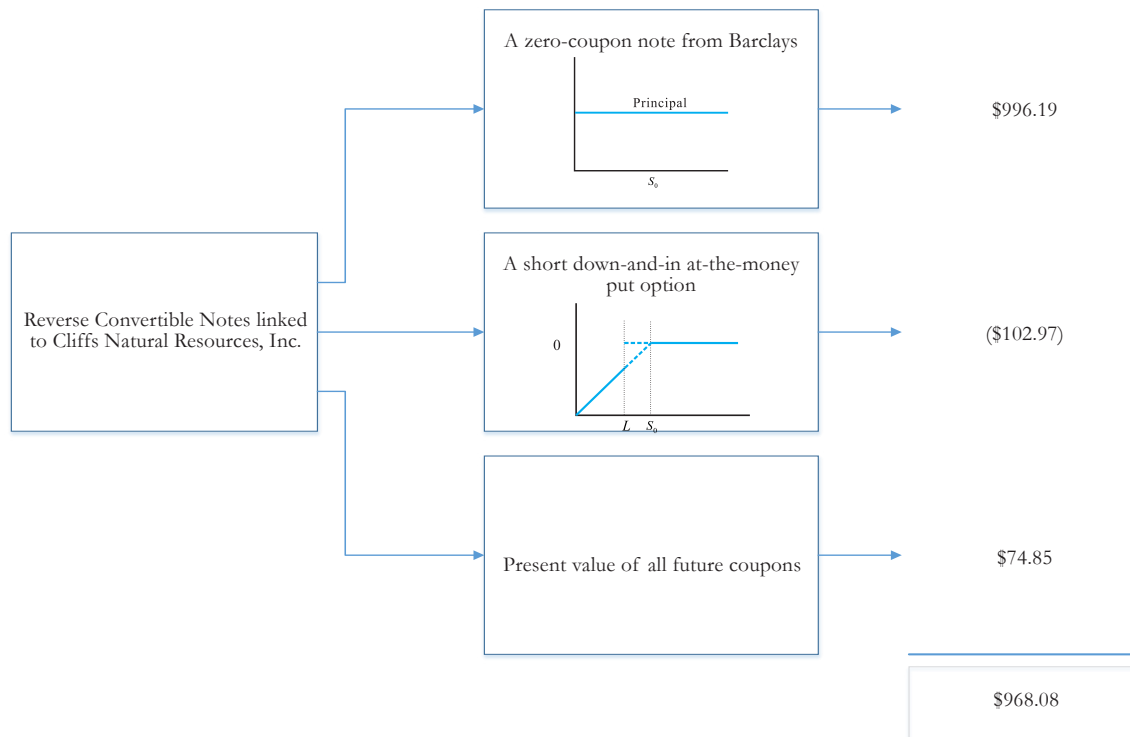 A zero-coupon note from Barclays
Principal
S₀
$996.19
Reverse Convertible Notes linked
to Cliffs Natural Resources, Inc.
A short down-and-in at-the-money
put option
0
L S₀
($102.97)
Present value of all future coupons
$74.85
$968.08